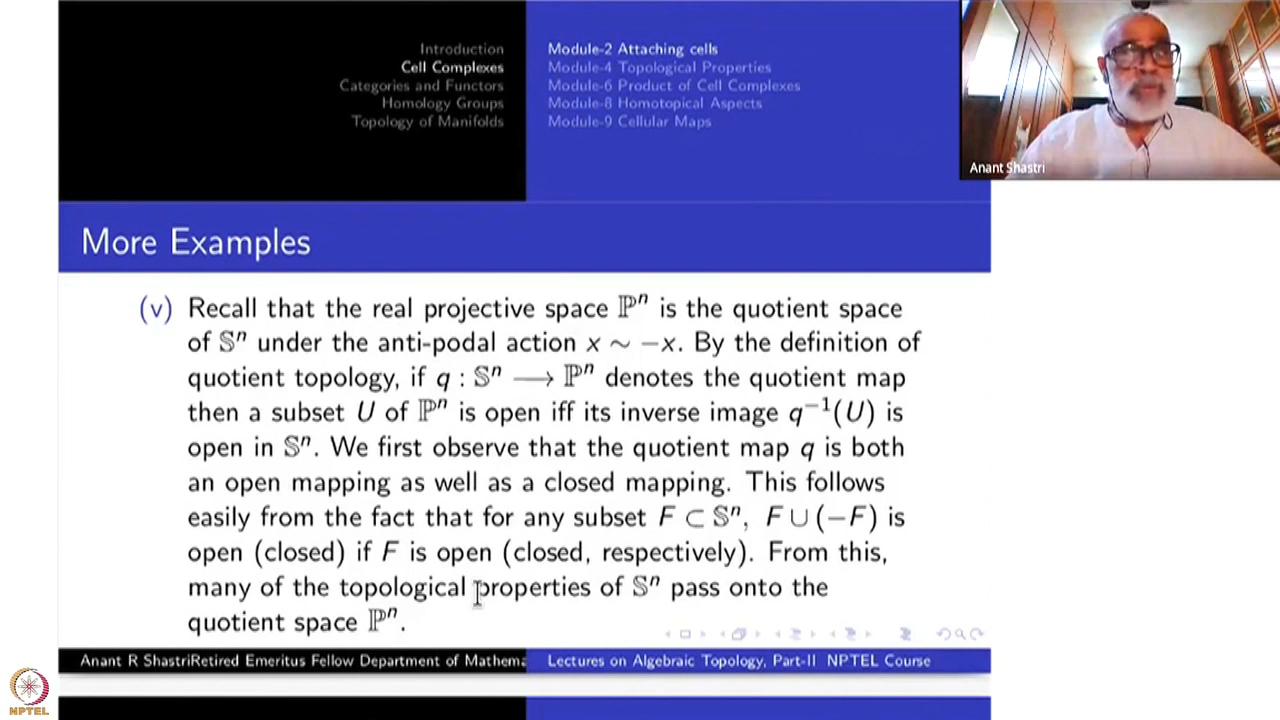 Introduction
Cell Complexes
Categories and Functors
Homology Groups
Topology of Manifolds
Module-2 Attaching cells
Module-4 Topological Properties
Module-6 Product of Cell Complexes
Module-8 Homotopical Aspects
Module-9 Cellular Maps
Anant Shastri
More Examples
(v) Recall that the real projective space ℙⁿ is the quotient space
of 𝕊ⁿ under the anti-podal action x ∼ −x. By the definition of
quotient topology, if q : 𝕊ⁿ ⟶ ℙⁿ denotes the quotient map
then a subset U of ℙⁿ is open iff its inverse image q⁻¹(U) is
open in 𝕊ⁿ. We first observe that the quotient map q is both
an open mapping as well as a closed mapping. This follows
easily from the fact that for any subset F ⊂ 𝕊ⁿ, F ∪ (−F) is
open (closed) if F is open (closed, respectively). From this,
many of the topological properties of 𝕊ⁿ pass onto the
quotient space ℙⁿ.
Anant R ShastriRetired Emeritus Fellow Department of Mathema
Lectures on Algebraic Topology, Part-II NPTEL Course
NPTEL